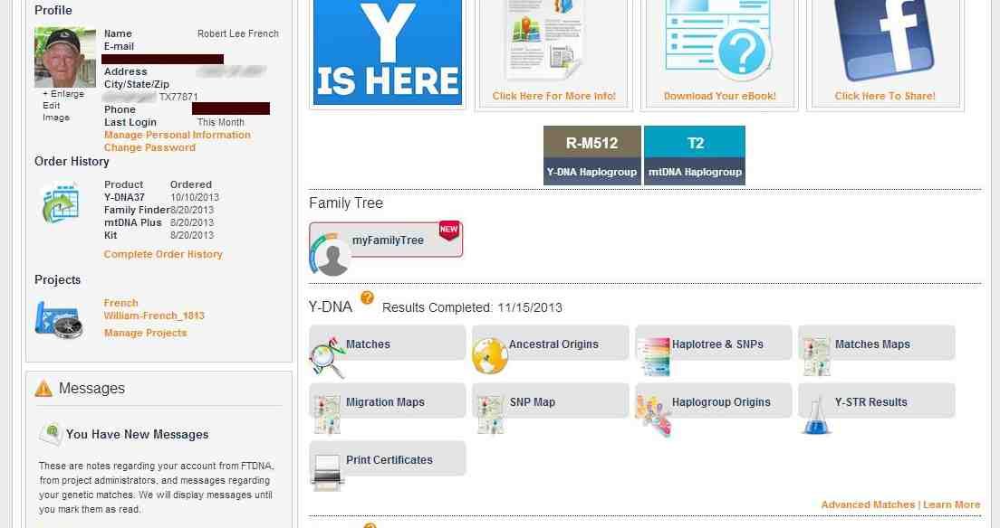 Profile
Name Robert Lee French
E-mail
Address
City/State/Zip
TX77871
Phone
Last Login This Month
Manage Personal Information
Change Password
+ Enlarge
Edit
Image
Order History
Product Ordered
Y-DNA37 10/10/2013
Family Finder 8/20/2013
mtDNA Plus 8/20/2013
Kit 8/20/2013
Complete Order History
Projects
French
William-French_1813
Manage Projects
Messages
You Have New Messages
These are notes regarding your account from FTDNA,
from project administrators, and messages regarding
your genetic matches. We will display messages until
you mark them as read.
Y
IS HERE
Click Here For More Info!
Download Your eBook!
f
Click Here To Share!
R-M512
Y-DNA Haplogroup
T2
mtDNA Haplogroup
Family Tree
myFamilyTree
NEW
Y-DNA ? Results Completed: 11/15/2013
Matches
Ancestral Origins
Haplotree & SNPs
Matches Maps
Migration Maps
SNP Map
Haplogroup Origins
Y-STR Results
Print Certificates
Advanced Matches | Learn More